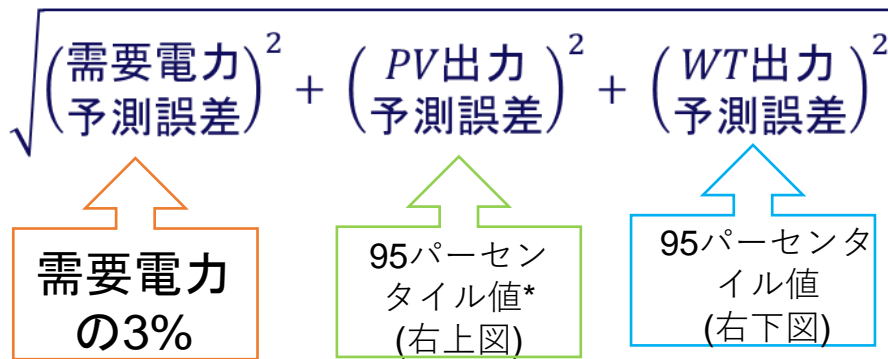 √((需要電力予測誤差)² + (PV出力予測誤差)² + (WT出力予測誤差)²)
需要電力
の3%
95パーセン
タイル値*
(右上図)
95パーセンタ
イル値
(右下図)